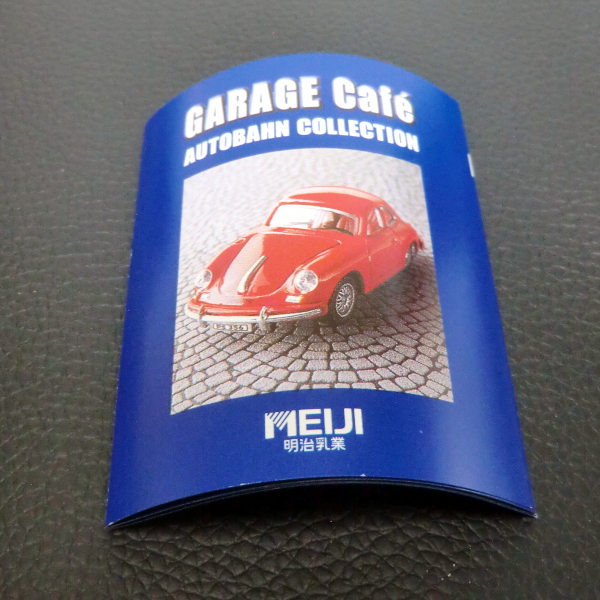 GARAGE Café
AUTOBAHN COLLECTION
MEIJI
明治乳業